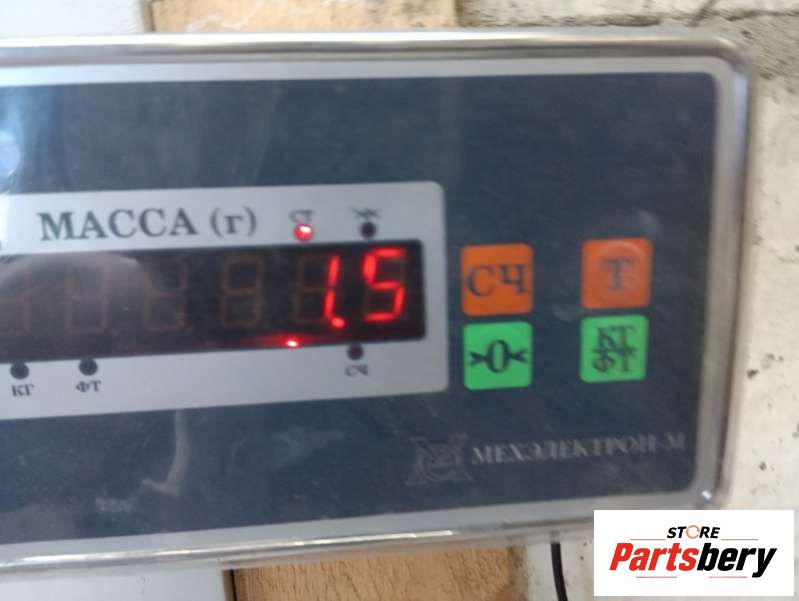 МАССА (г)
СТ
1.5
СЧ
Т
>0<
КТ
ФТ
КГ
ФТ
СЧ
МЕХЭЛЕКТРОН-М
STORE
Partsbery